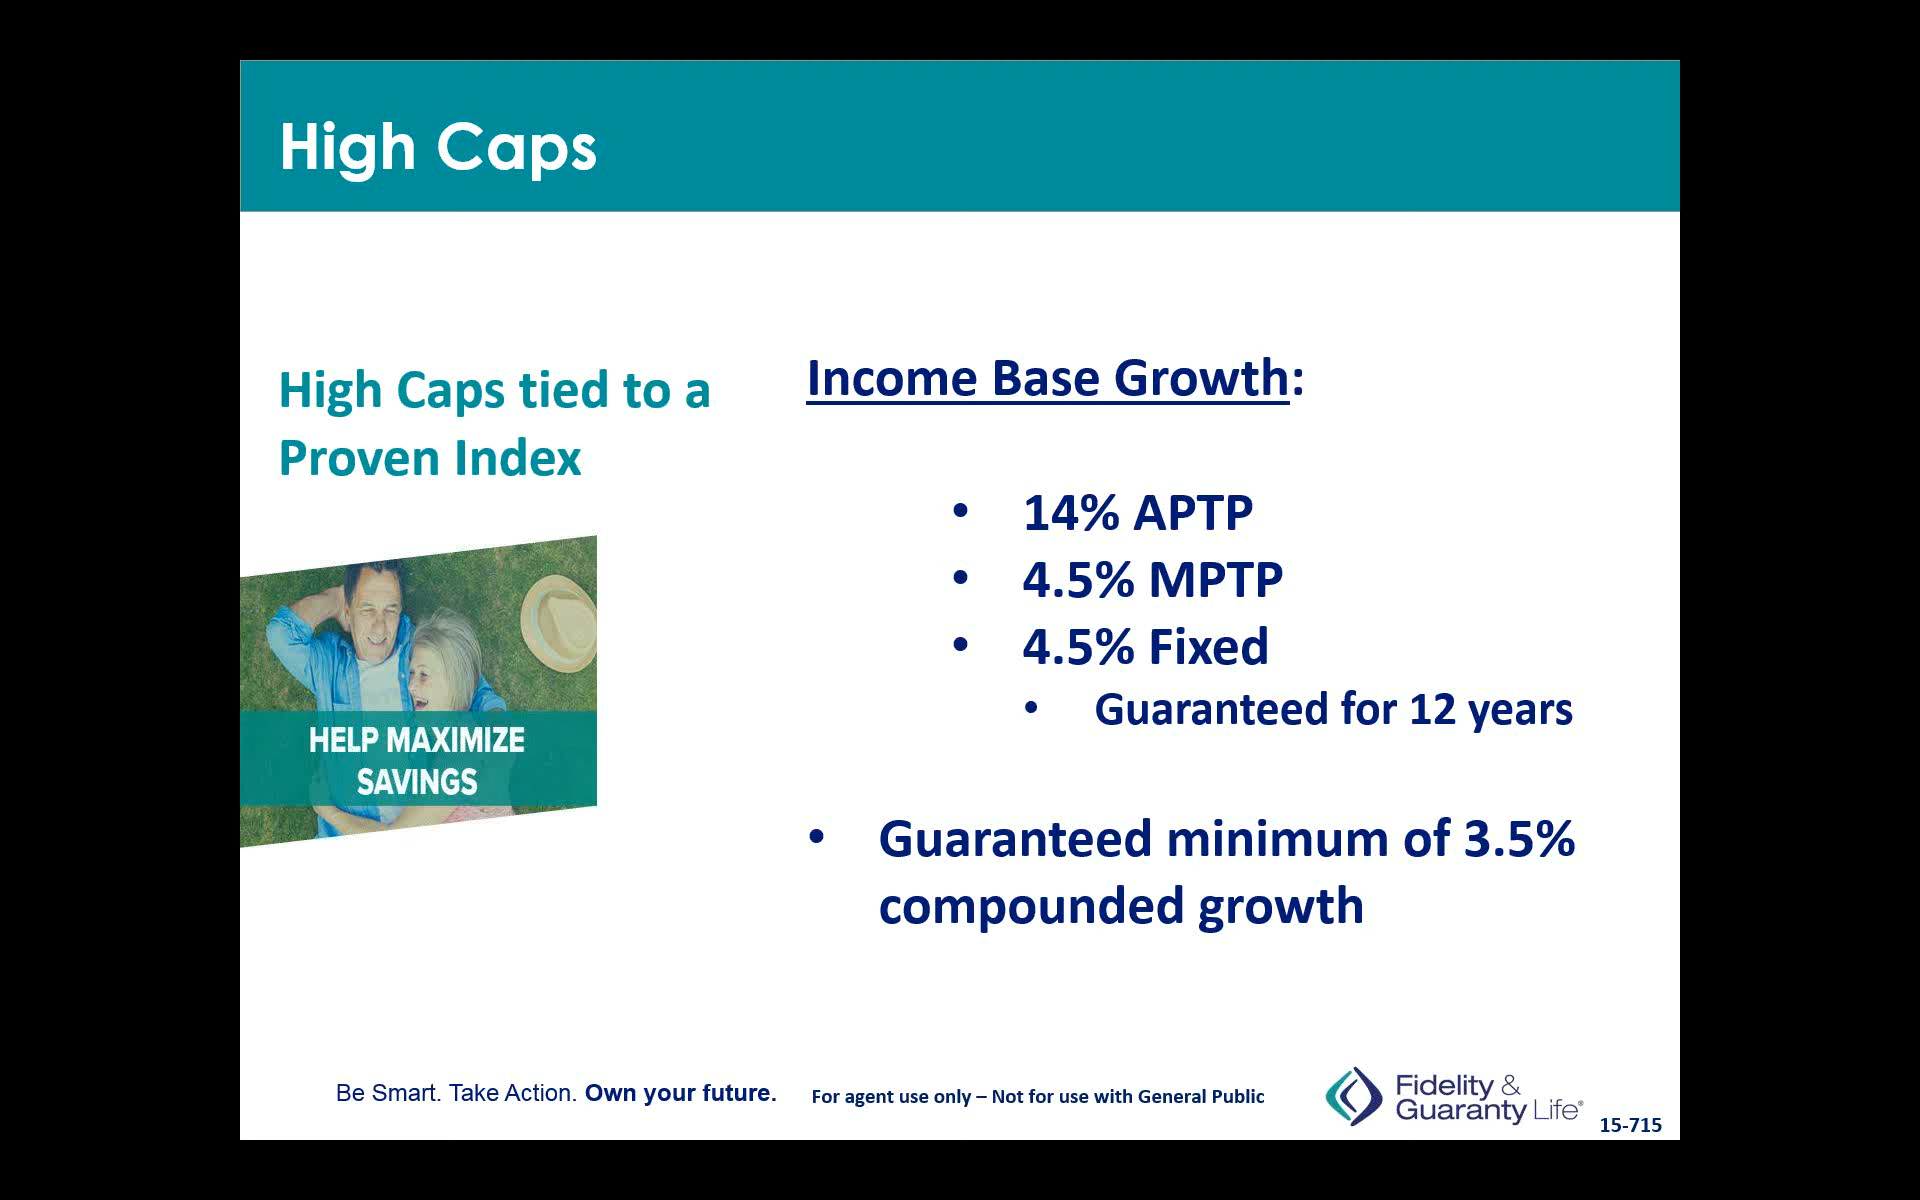 High Caps
High Caps tied to a
Proven Index
HELP MAXIMIZE
SAVINGS
Income Base Growth:
• 14% APTP
• 4.5% MPTP
• 4.5% Fixed
• Guaranteed for 12 years
• Guaranteed minimum of 3.5%
compounded growth
Be Smart. Take Action. Own your future.
For agent use only – Not for use with General Public
Fidelity &
Guaranty Life®
15-715